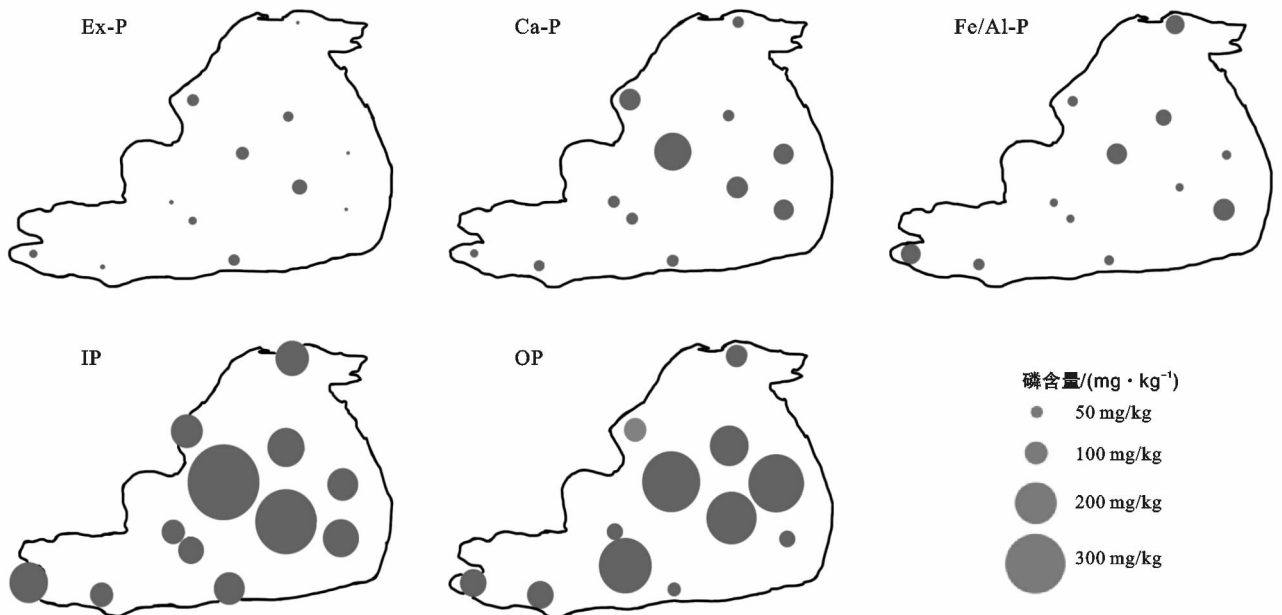 Ex-P
Ca-P
Fe/Al-P
IP
OP
磷含量/(mg·kg⁻¹)
50 mg/kg
100 mg/kg
200 mg/kg
300 mg/kg